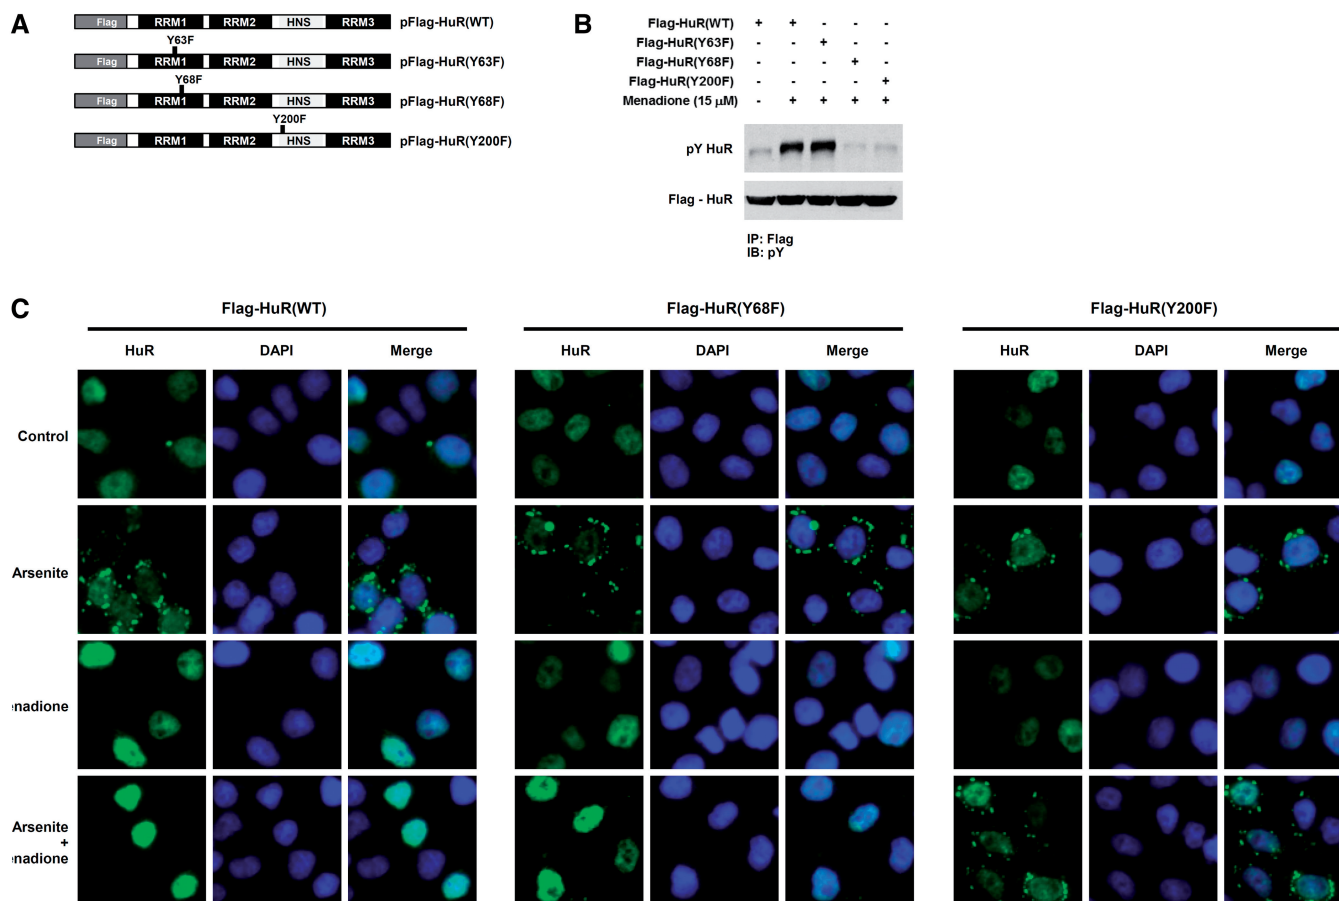 A
Flag RRM1 RRM2 HNS RRM3 pFlag-HuR(WT)
Y63F
Flag RRM1 RRM2 HNS RRM3 pFlag-HuR(Y63F)
Y68F
Flag RRM1 RRM2 HNS RRM3 pFlag-HuR(Y68F)
Y200F
Flag RRM1 RRM2 HNS RRM3 pFlag-HuR(Y200F)
B
Flag-HuR(WT) + + - - -
Flag-HuR(Y63F) - - + - -
Flag-HuR(Y68F) - - - + -
Flag-HuR(Y200F) - - - - +
Menadione (15 µM) - + + + +
pY HuR
Flag - HuR
IP: Flag
IB: pY
C
Flag-HuR(WT) Flag-HuR(Y68F) Flag-HuR(Y200F)
HuR DAPI Merge HuR DAPI Merge HuR DAPI Merge
Control
Arsenite
enadione
Arsenite
+
enadione